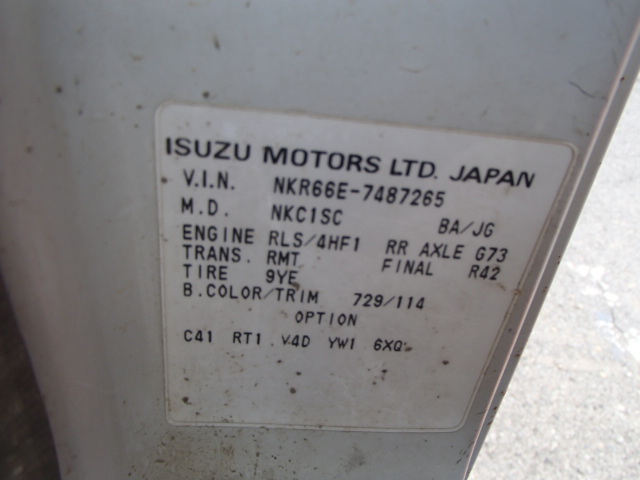 ISUZU MOTORS LTD. JAPAN
V.I.N. NKR66E-7487265
M.D. NKC1SC BA/JG
ENGINE RLS/4HF1 RR AXLE G73
TRANS. RMT FINAL R42
TIRE 9YE
B.COLOR/TRIM 729/114
OPTION
C41 RT1 V4D YW1 6XQ